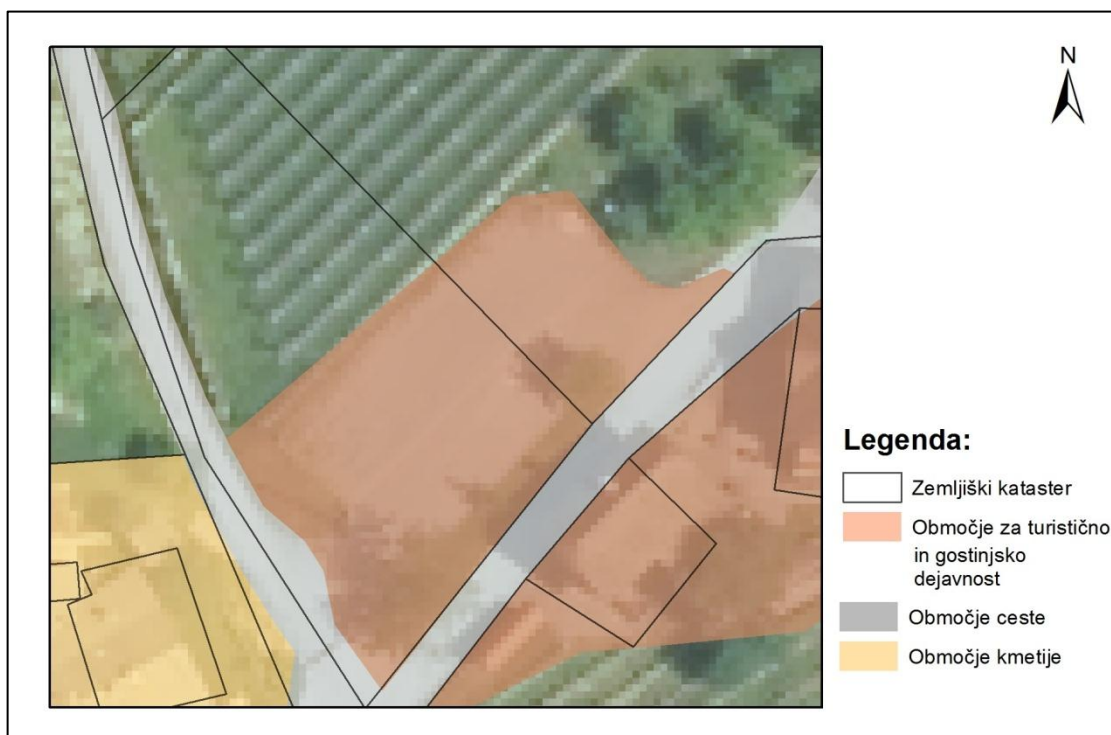 N
Legenda:
Zemljiški kataster
Območje za turistično
in gostinjsko
dejavnost
Območje ceste
Območje kmetije